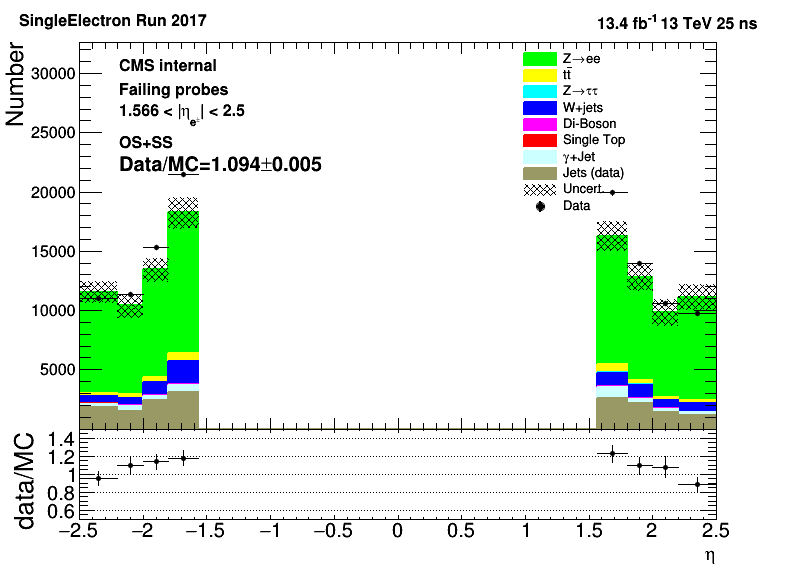 SingleElectron Run 2017
13.4 fb⁻¹ 13 TeV 25 ns
Number
30000
25000
20000
15000
10000
5000
CMS internal
Failing probes
1.566 < |η_e±| < 2.5
OS+SS
Data/MC=1.094±0.005
Z→ee
tt̄
Z→ττ
W+jets
Di-Boson
Single Top
γ+Jet
Jets (data)
Uncert.
Data
data/MC
1.4
1.2
1
0.8
0.6
−2.5 −2 −1.5 −1 −0.5 0 0.5 1 1.5 2 2.5
η